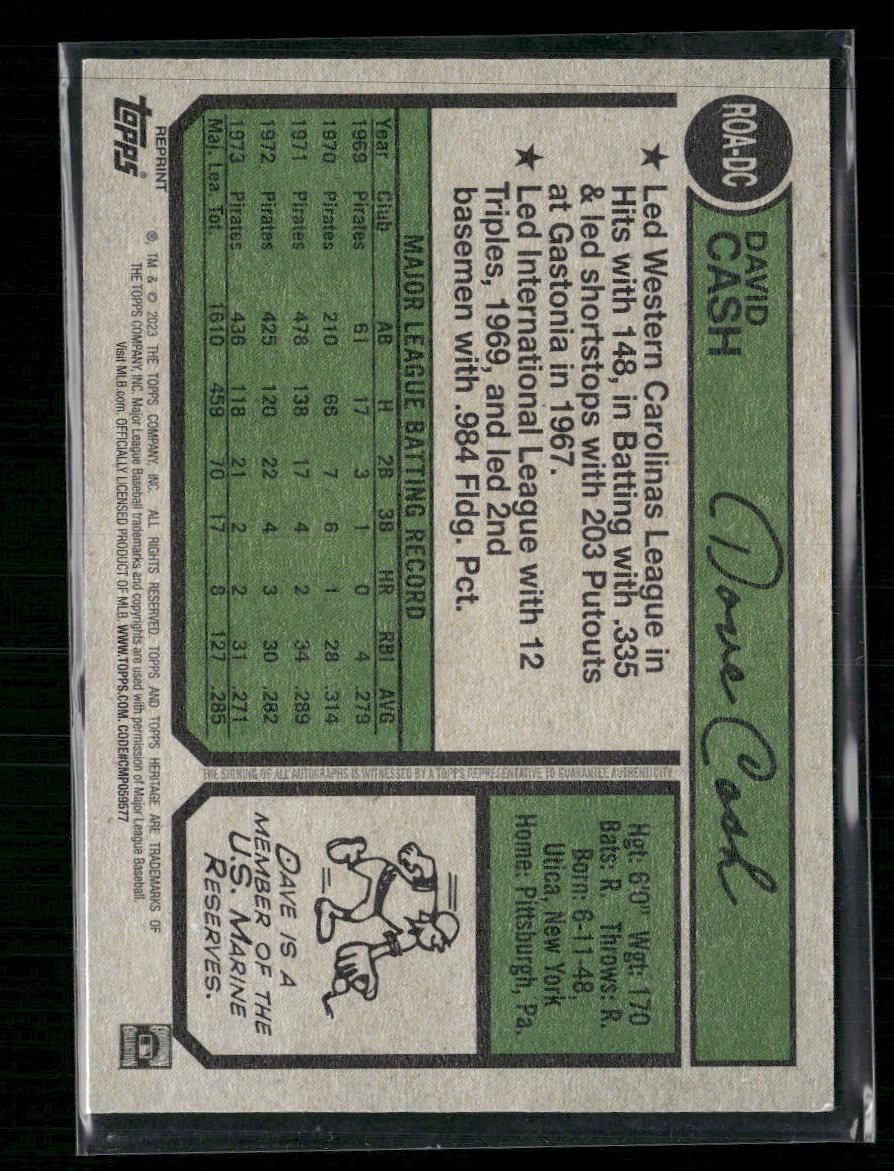 ROA-DC
DAVID
CASH
Dave Cash
★ Led Western Carolinas League in
Hits with 148, in Batting with .335
& led shortstops with 203 Putouts
at Gastonia in 1967.
★ Led International League with 12
Triples, 1969, and led 2nd
basemen with .984 Fldg. Pct.
Hgt: 6'0" Wgt: 170
Bats: R. Throws: R.
Born: 6-11-48,
Utica, New York
Home: Pittsburgh, Pa.
MAJOR LEAGUE BATTING RECORD
Year Club AB H 2B 3B HR RBI AVG
1969 Pirates 61 17 3 1 0 4 .279
1970 Pirates 210 66 7 6 1 28 .314
1971 Pirates 478 138 17 4 2 34 .289
1972 Pirates 425 120 22 4 3 30 .282
1973 Pirates 436 118 21 2 2 31 .271
Maj. Lea. Tot. 1610 459 70 17 8 127 .285
THE SIGNING OF ALL AUTOGRAPHS IS WITNESSED BY A TOPPS REPRESENTATIVE TO GUARANTEE AUTHENTICITY
DAVE IS A
MEMBER OF THE
U.S. MARINE
RESERVES.
REPRINT
topps®
®, TM & © 2023 THE TOPPS COMPANY, INC. ALL RIGHTS RESERVED. TOPPS AND TOPPS HERITAGE ARE TRADEMARKS OF
THE TOPPS COMPANY, INC. Major League Baseball trademarks and copyrights are used with permission of Major League Baseball.
Visit MLB.com. OFFICIALLY LICENSED PRODUCT OF MLB. WWW.TOPPS.COM. CODE#CMP059577